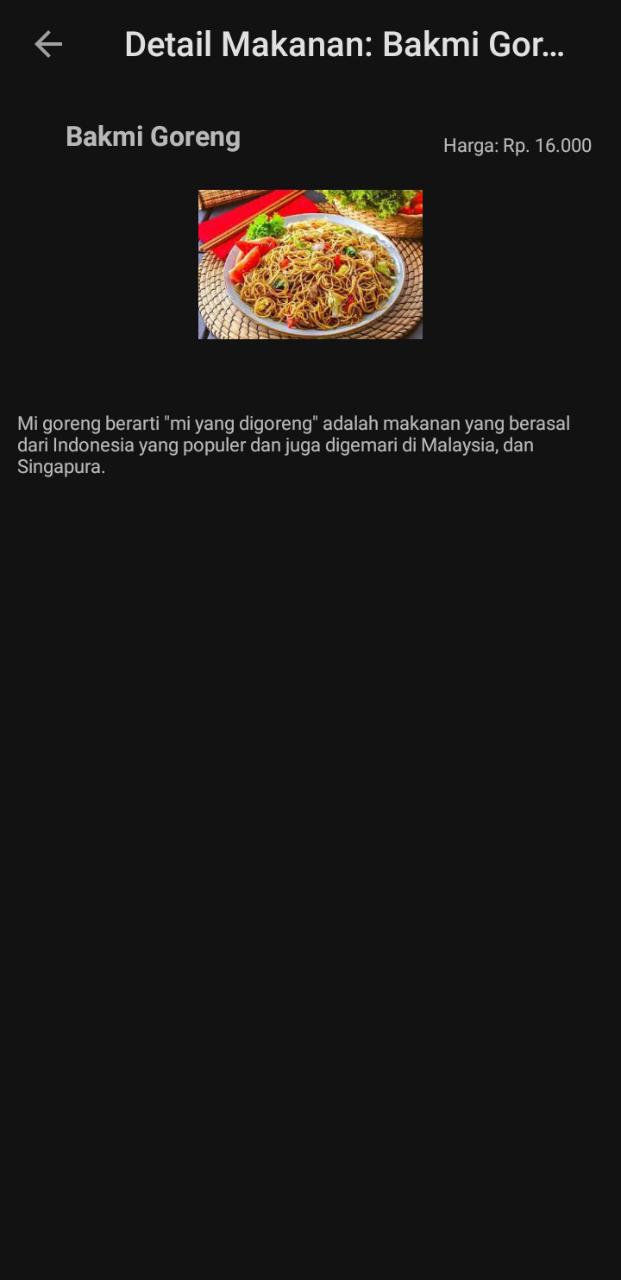 Detail Makanan: Bakmi Gor...
Bakmi Goreng
Harga: Rp. 16.000
Mi goreng berarti "mi yang digoreng" adalah makanan yang berasal
dari Indonesia yang populer dan juga digemari di Malaysia, dan
Singapura.